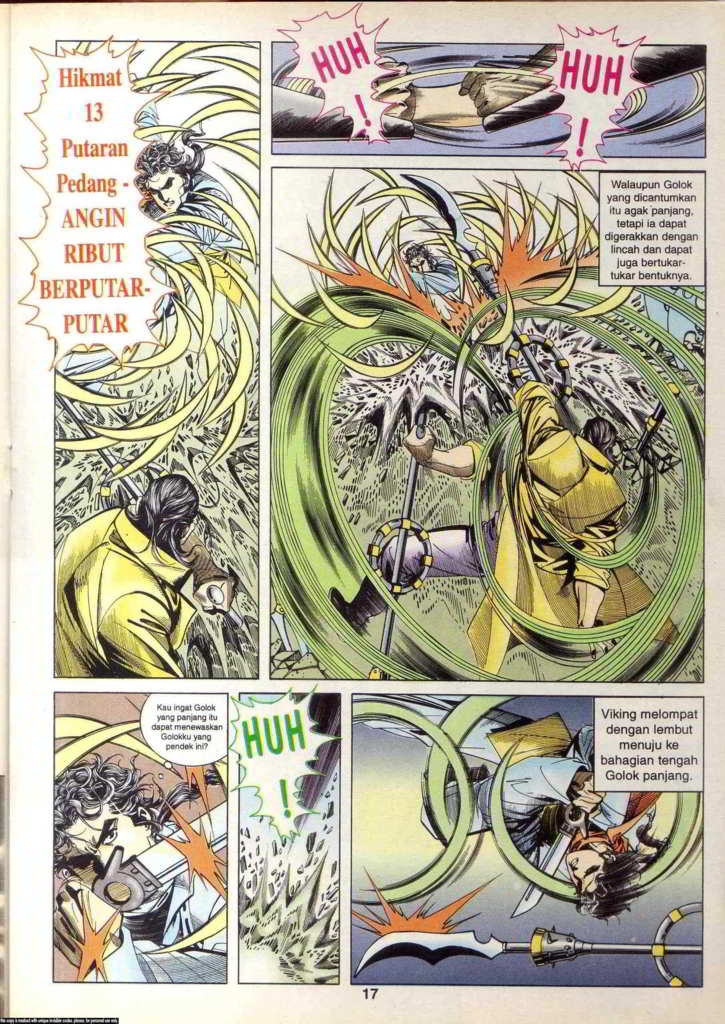 Hikmat
13
Putaran
Pedang -
ANGIN
RIBUT
BERPUTAR-
PUTAR
HUH
!
HUH
!
Walaupun Golok
yang dicantumkan
itu agak panjang,
tetapi ia dapat
digerakkan dengan
lincah dan dapat
juga bertukar-
tukar bentuknya.
Kau ingat Golok
yang panjang itu
dapat menewaskan
Golokku yang
pendek ini?
HUH
!
Viking melompat
dengan lembut
menuju ke
bahagian tengah
Golok panjang.
17